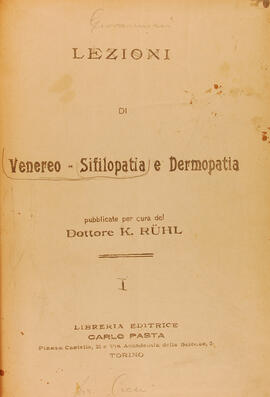 LEZIONI
DI
Venereo - Sifilopatia e Dermopatia
pubblicate per cura del
Dottore K. RÜHL
I
LIBRERIA EDITRICE
CARLO PASTA
Piazza Castello, 21 e Via Accademia delle Scienze, 2
TORINO